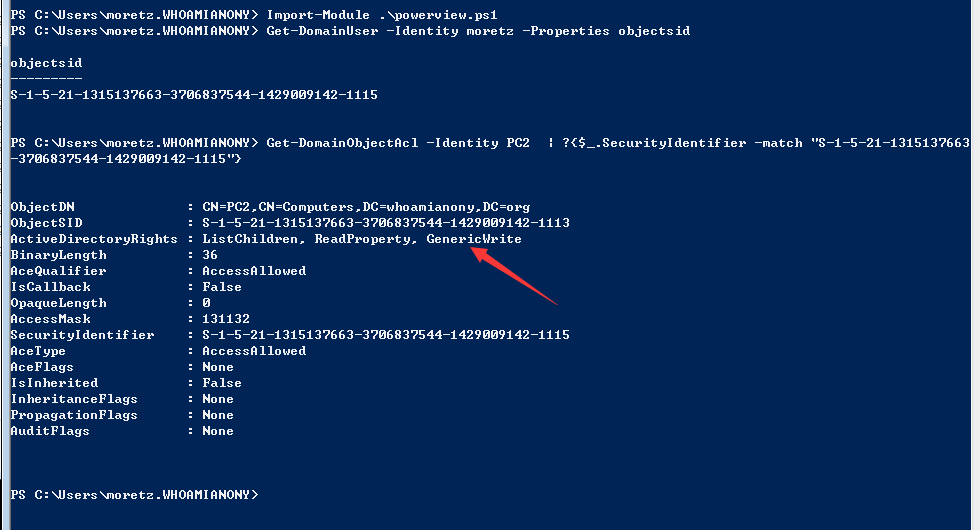 PS C:\Users\moretz.WHOAMIANONY> Import-Module .\powerview.ps1
PS C:\Users\moretz.WHOAMIANONY> Get-DomainUser -Identity moretz -Properties objectsid
objectsid
---------
S-1-5-21-1315137663-3706837544-1429009142-1115
PS C:\Users\moretz.WHOAMIANONY> Get-DomainObjectAcl -Identity PC2  | ?{$_.SecurityIdentifier -match "S-1-5-21-1315137663
-3706837544-1429009142-1115"}
ObjectDN              : CN=PC2,CN=Computers,DC=whoamianony,DC=org
ObjectSID             : S-1-5-21-1315137663-3706837544-1429009142-1113
ActiveDirectoryRights : ListChildren, ReadProperty, GenericWrite
BinaryLength          : 36
AceQualifier          : AccessAllowed
IsCallback            : False
OpaqueLength          : 0
AccessMask            : 131132
SecurityIdentifier    : S-1-5-21-1315137663-3706837544-1429009142-1115
AceType               : AccessAllowed
AceFlags              : None
IsInherited           : False
InheritanceFlags      : None
PropagationFlags      : None
AuditFlags            : None
PS C:\Users\moretz.WHOAMIANONY>